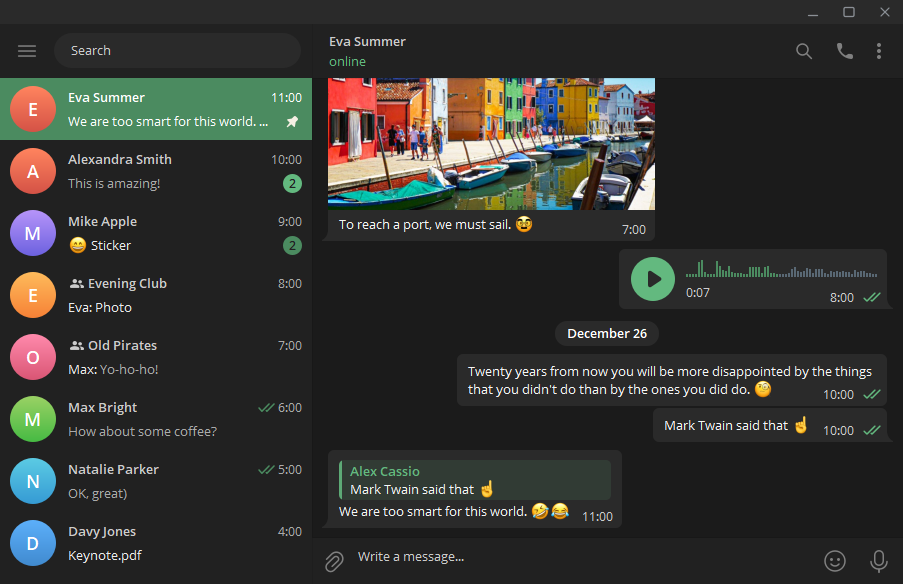 Search
E
Eva Summer
11:00
We are too smart for this world. ...
A
Alexandra Smith
10:00
This is amazing!
2
M
Mike Apple
9:00
😄 Sticker
2
E
Evening Club
8:00
Eva: Photo
O
Old Pirates
7:00
Max: Yo-ho-ho!
M
Max Bright
6:00
How about some coffee?
N
Natalie Parker
5:00
OK, great)
D
Davy Jones
4:00
Keynote.pdf
Eva Summer
online
To reach a port, we must sail. 🥸
7:00
0:07
8:00
December 26
Twenty years from now you will be more disappointed by the things
that you didn't do than by the ones you did do. 🧐
10:00
Mark Twain said that ☝
10:00
Alex Cassio
Mark Twain said that ☝
We are too smart for this world. 🤣😂
11:00
Write a message...